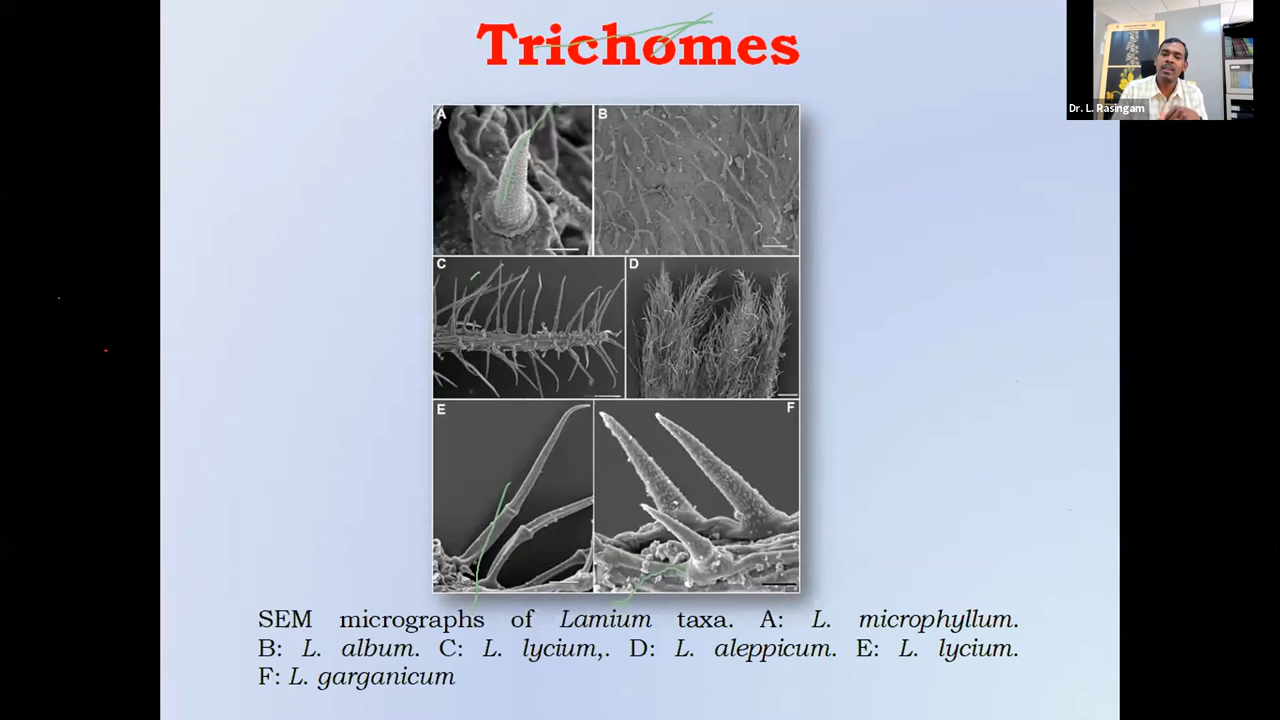 Trichomes
Dr. L. Rasingam
A
B
C
D
E
F
SEM micrographs of Lamium taxa. A: L. microphyllum.
B: L. album. C: L. lycium,. D: L. aleppicum. E: L. lycium.
F: L. garganicum